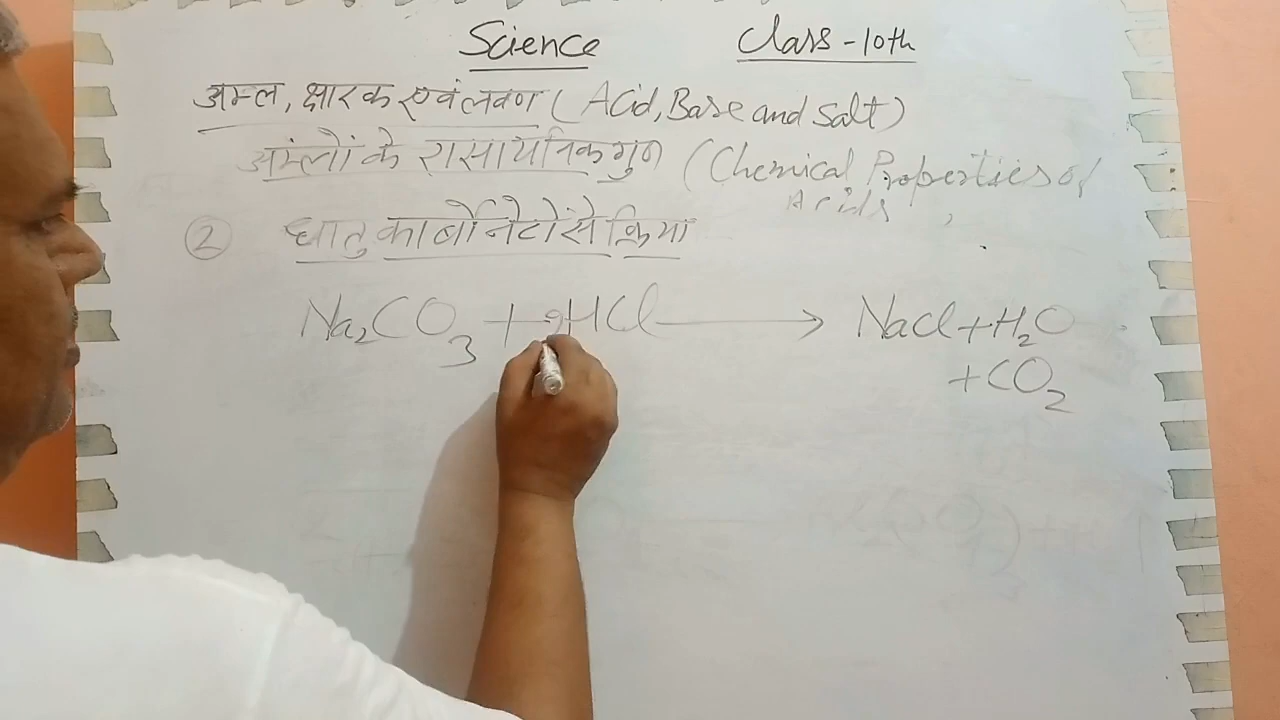 Science Class-10th
अम्ल, क्षारक एवं लवण (Acid, Base and Salt)
अम्लों के रासायनिक गुण (Chemical Properties of
Acids
② धातु कार्बोनेटों से क्रिया
Na₂CO₃ + 2HCl ⟶ NaCl + H₂O
+ CO₂